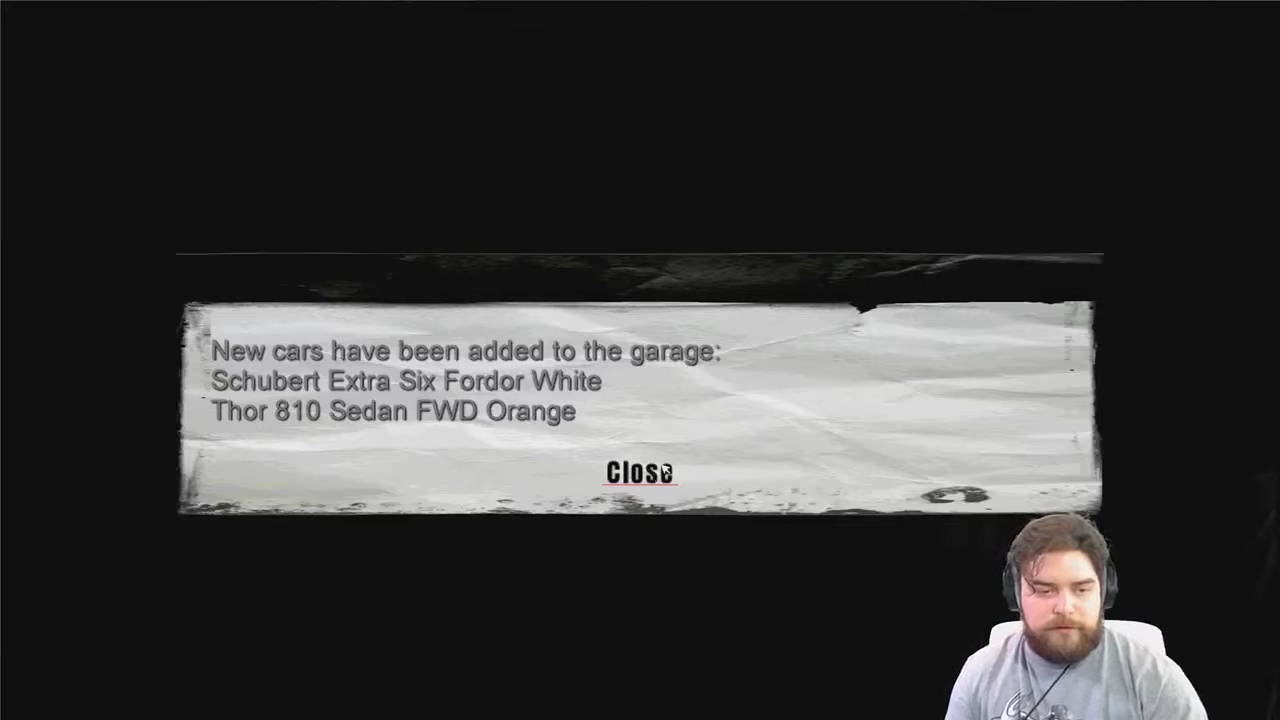 New cars have been added to the garage:
Schubert Extra Six Fordor White
Thor 810 Sedan FWD Orange
Close